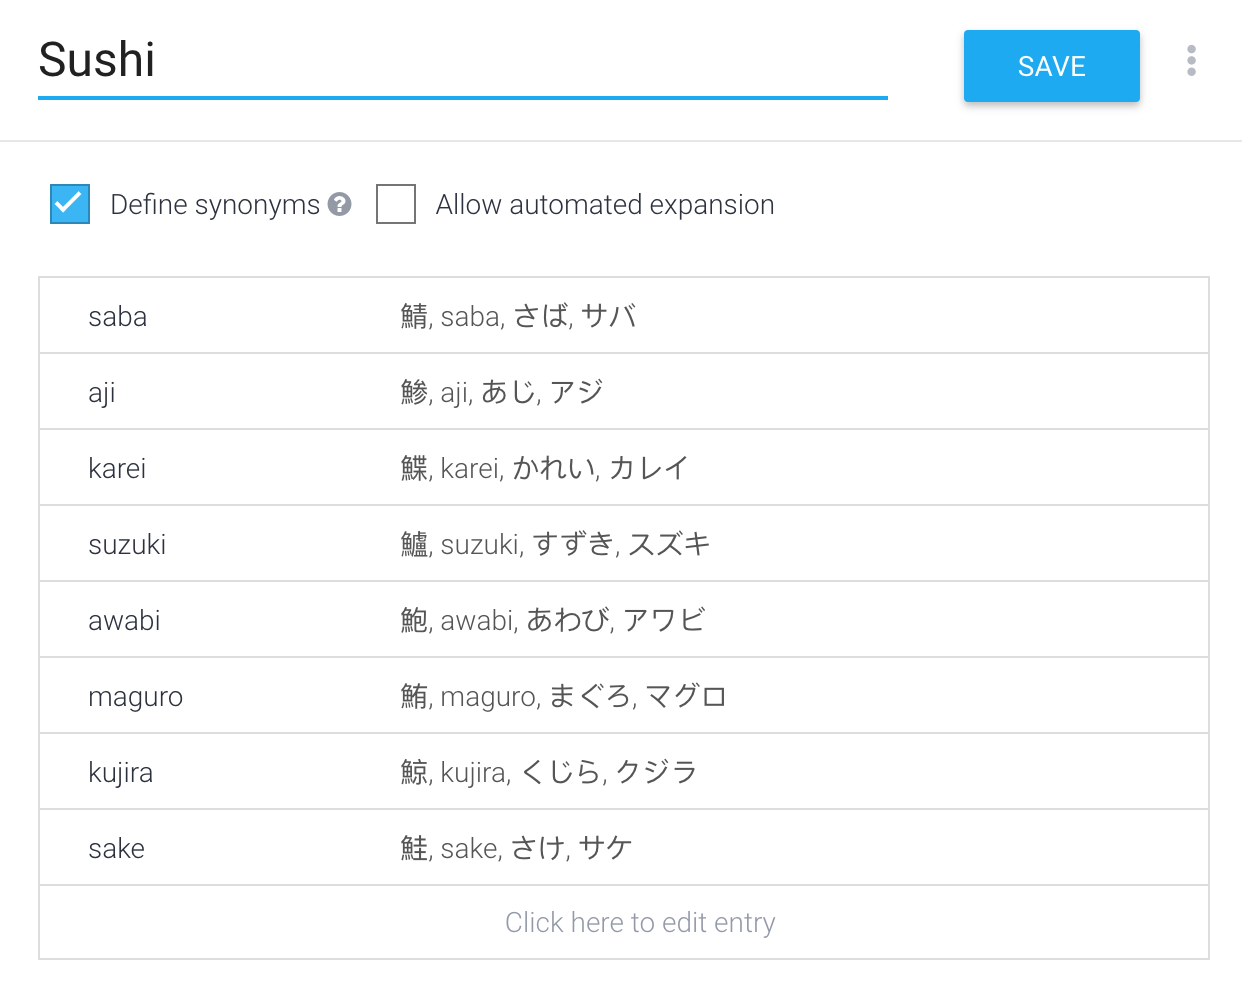 Sushi
SAVE
Define synonyms ?
Allow automated expansion
saba 鯖, saba, さば, サバ
aji 鯵, aji, あじ, アジ
karei 鰈, karei, かれい, カレイ
suzuki 鱸, suzuki, すずき, スズキ
awabi 鮑, awabi, あわび, アワビ
maguro 鮪, maguro, まぐろ, マグロ
kujira 鯨, kujira, くじら, クジラ
sake 鮭, sake, さけ, サケ
Click here to edit entry